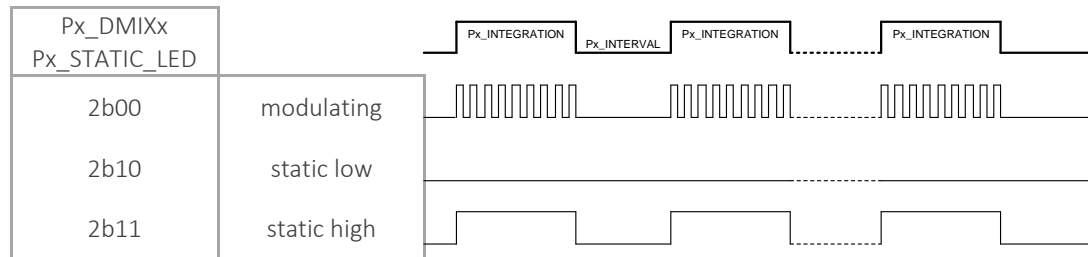 Px_DMIXx
Px_STATIC_LED
Px_INTEGRATION
Px_INTERVAL
Px_INTEGRATION
Px_INTEGRATION
2b00 modulating
2b10 static low
2b11 static high